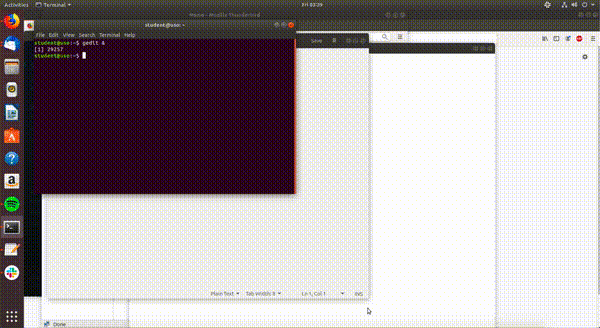 Activities
Terminal
Fri 03:39
Home - Mozilla Thunderbird
student@uso: ~
File Edit View Search Terminal Help
student@uso:~$ gedit &
[1] 29257
student@uso:~$
Save
Plain Text
Tab Width: 8
Ln 1, Col 1
INS
Done